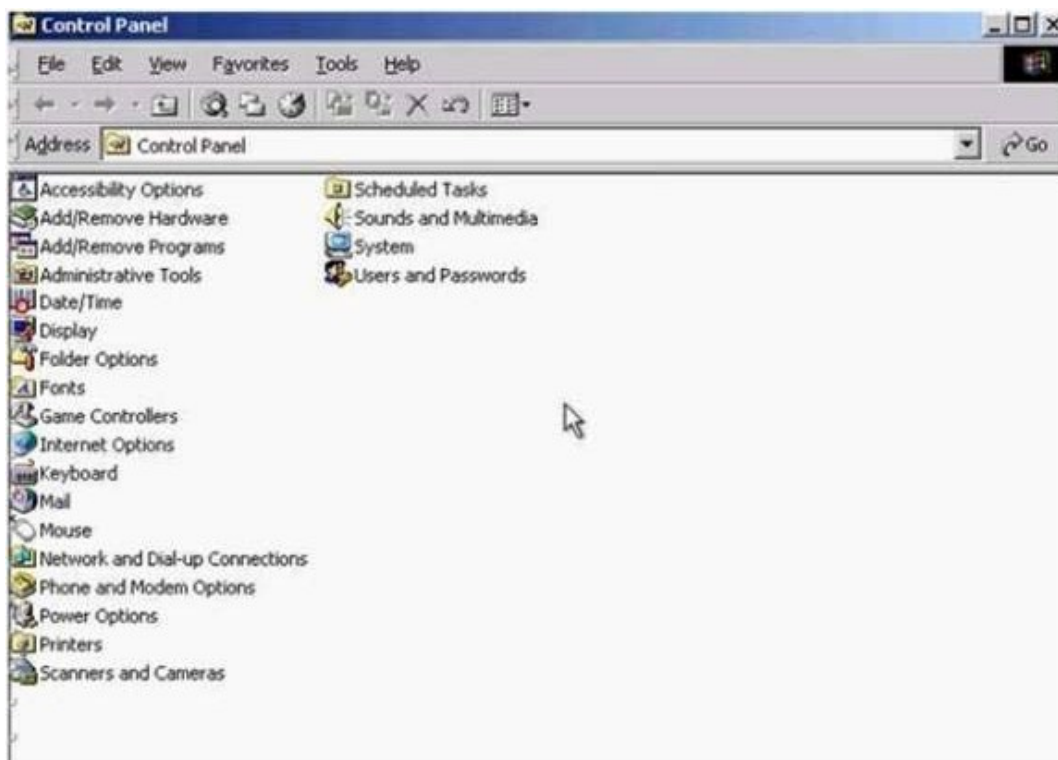 Control Panel
File Edit View Favorites Tools Help
Address Control Panel Go
Accessibility Options
Add/Remove Hardware
Add/Remove Programs
Administrative Tools
Date/Time
Display
Folder Options
Fonts
Game Controllers
Internet Options
Keyboard
Mail
Mouse
Network and Dial-up Connections
Phone and Modem Options
Power Options
Printers
Scanners and Cameras
Scheduled Tasks
Sounds and Multimedia
System
Users and Passwords